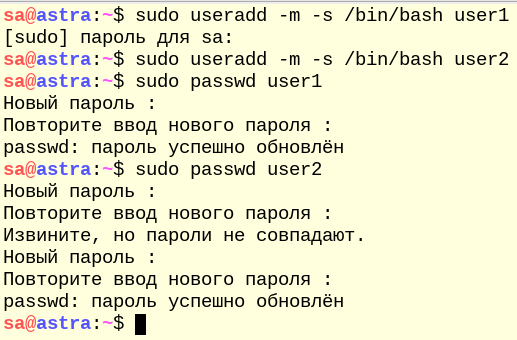 sa@astra:~$ sudo useradd -m -s /bin/bash user1
[sudo] пароль для sa:
sa@astra:~$ sudo useradd -m -s /bin/bash user2
sa@astra:~$ sudo passwd user1
Новый пароль :
Повторите ввод нового пароля :
passwd: пароль успешно обновлён
sa@astra:~$ sudo passwd user2
Новый пароль :
Повторите ввод нового пароля :
Извините, но пароли не совпадают.
Новый пароль :
Повторите ввод нового пароля :
passwd: пароль успешно обновлён
sa@astra:~$